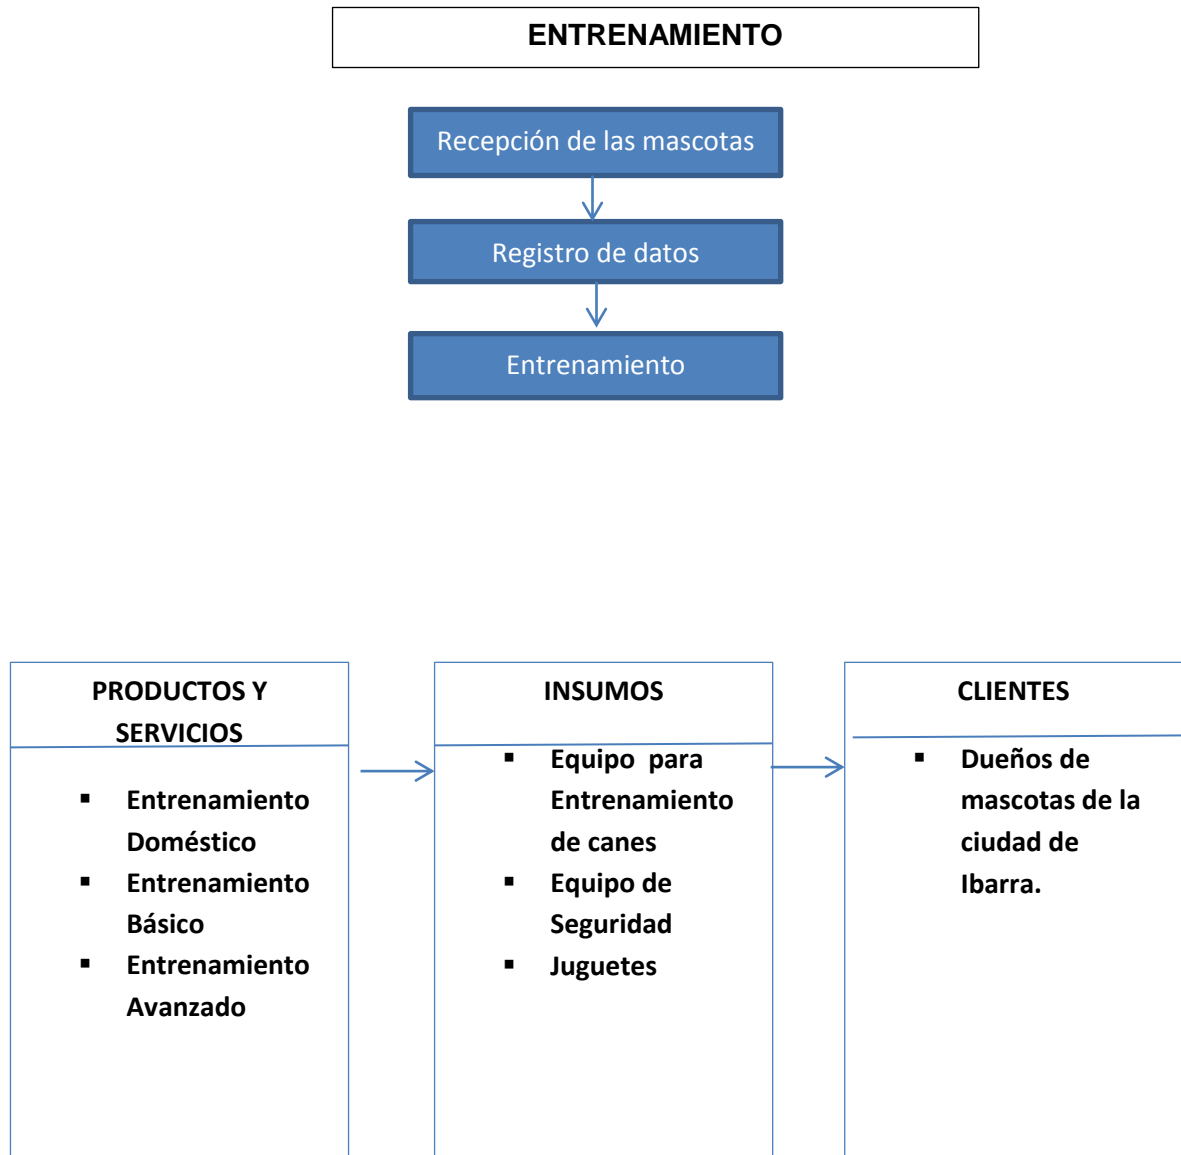 ENTRENAMIENTO
Recepción de las mascotas
Registro de datos
Entrenamiento
PRODUCTOS Y
SERVICIOS
▪ Entrenamiento
Doméstico
▪ Entrenamiento
Básico
▪ Entrenamiento
Avanzado
INSUMOS
▪ Equipo para
Entrenamiento
de canes
▪ Equipo de
Seguridad
▪ Juguetes
CLIENTES
▪ Dueños de
mascotas de la
ciudad de
Ibarra.